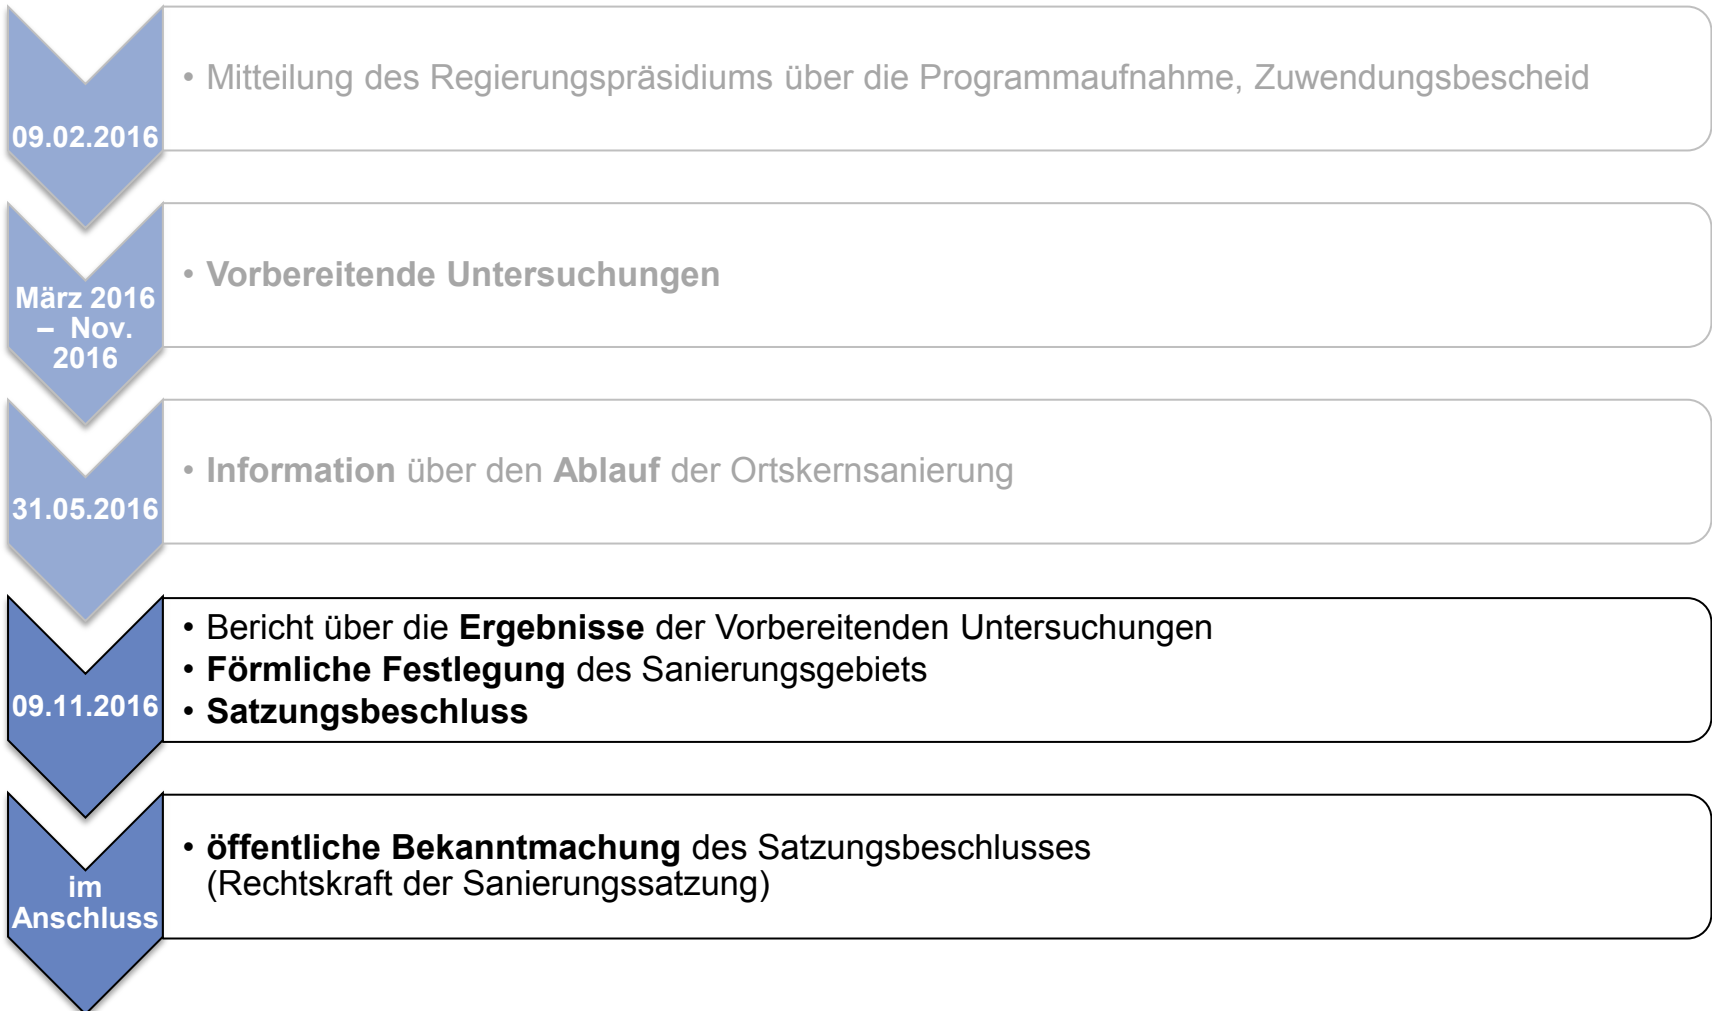 09.02.2016
• Mitteilung des Regierungspräsidiums über die Programmaufnahme, Zuwendungsbescheid
März 2016
– Nov.
2016
• Vorbereitende Untersuchungen
31.05.2016
• Information über den Ablauf der Ortskernsanierung
09.11.2016
• Bericht über die Ergebnisse der Vorbereitenden Untersuchungen
• Förmliche Festlegung des Sanierungsgebiets
• Satzungsbeschluss
im
Anschluss
• öffentliche Bekanntmachung des Satzungsbeschlusses
(Rechtskraft der Sanierungssatzung)